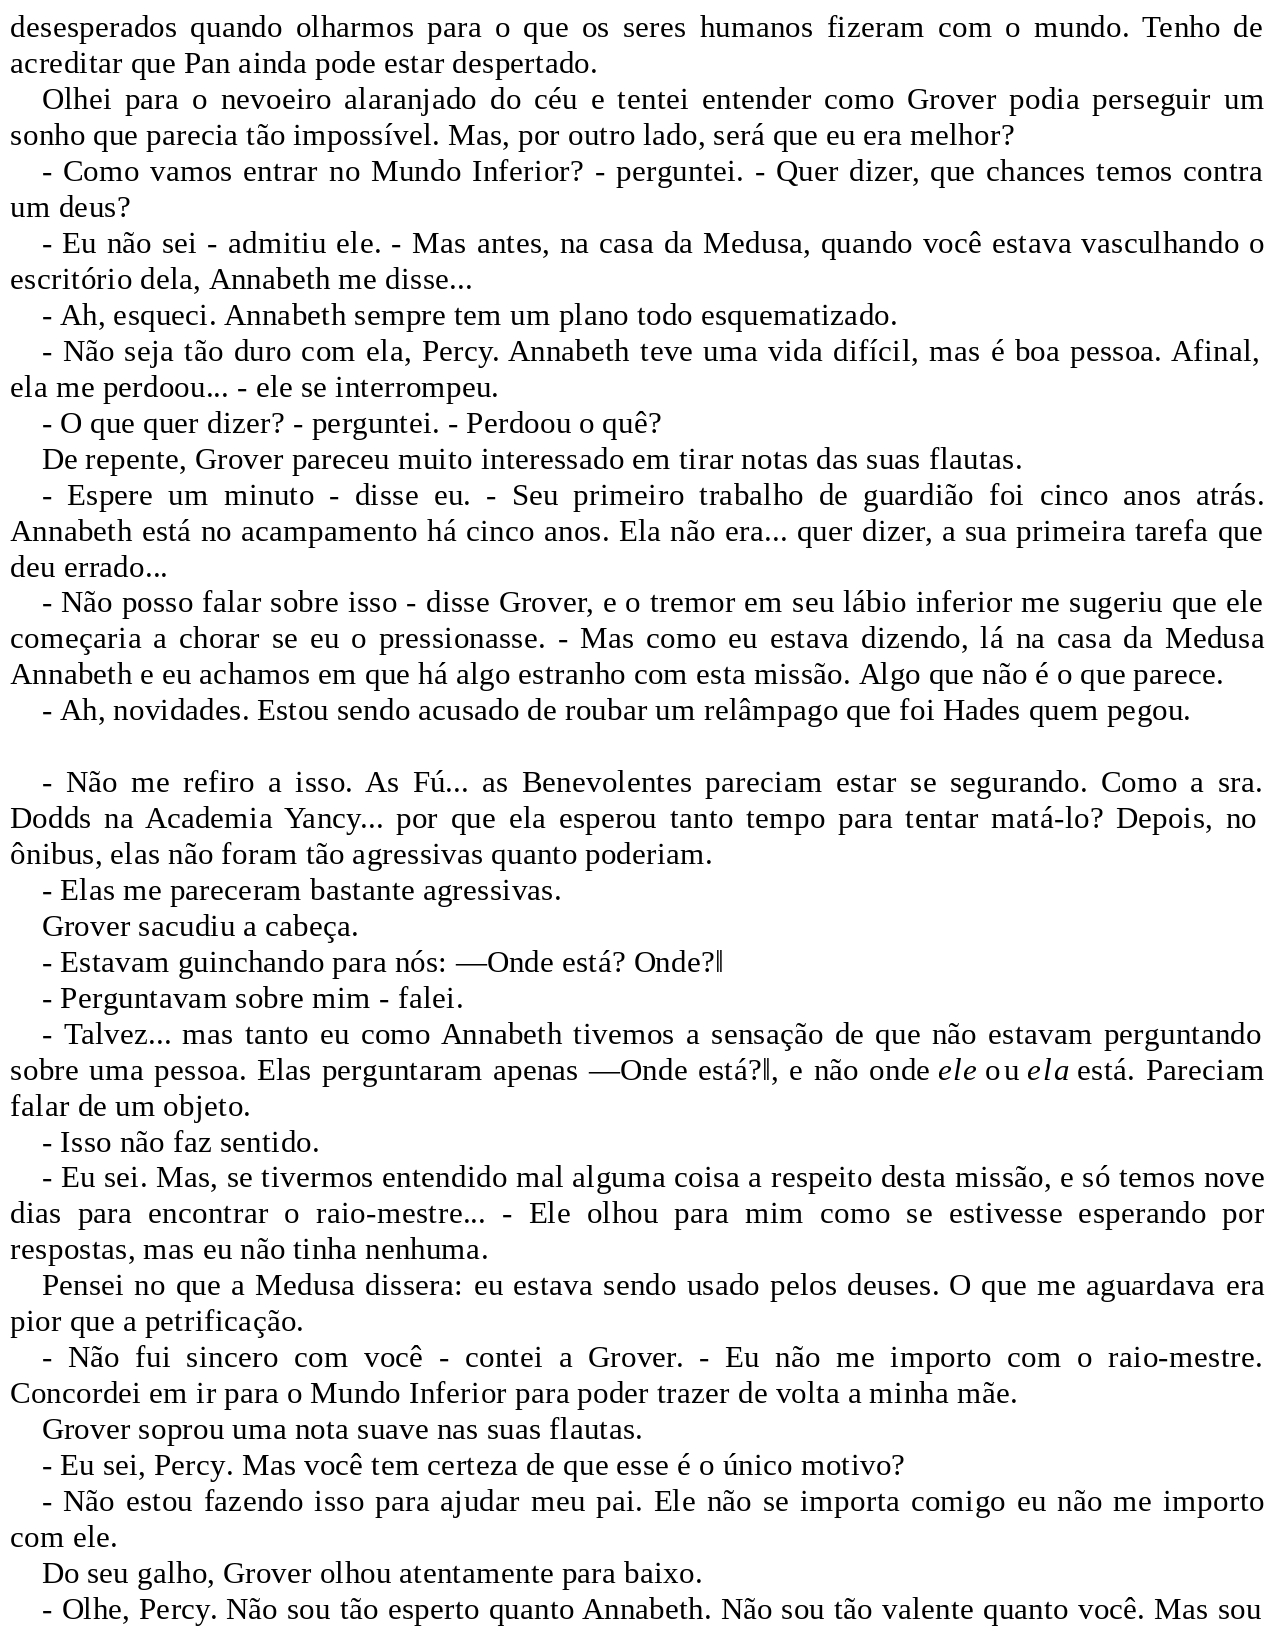 desesperados quando olharmos para o que os seres humanos fizeram com o mundo. Tenho de
acreditar que Pan ainda pode estar despertado.
Olhei para o nevoeiro alaranjado do céu e tentei entender como Grover podia perseguir um
sonho que parecia tão impossível. Mas, por outro lado, será que eu era melhor?
- Como vamos entrar no Mundo Inferior? - perguntei. - Quer dizer, que chances temos contra
um deus?
- Eu não sei - admitiu ele. - Mas antes, na casa da Medusa, quando você estava vasculhando o
escritório dela, Annabeth me disse...
- Ah, esqueci. Annabeth sempre tem um plano todo esquematizado.
- Não seja tão duro com ela, Percy. Annabeth teve uma vida difícil, mas é boa pessoa. Afinal,
ela me perdoou... - ele se interrompeu.
- O que quer dizer? - perguntei. - Perdoou o quê?
De repente, Grover pareceu muito interessado em tirar notas das suas flautas.
- Espere um minuto - disse eu. - Seu primeiro trabalho de guardião foi cinco anos atrás.
Annabeth está no acampamento há cinco anos. Ela não era... quer dizer, a sua primeira tarefa que
deu errado...
- Não posso falar sobre isso - disse Grover, e o tremor em seu lábio inferior me sugeriu que ele
começaria a chorar se eu o pressionasse. - Mas como eu estava dizendo, lá na casa da Medusa
Annabeth e eu achamos em que há algo estranho com esta missão. Algo que não é o que parece.
- Ah, novidades. Estou sendo acusado de roubar um relâmpago que foi Hades quem pegou.
- Não me refiro a isso. As Fú... as Benevolentes pareciam estar se segurando. Como a sra.
Dodds na Academia Yancy... por que ela esperou tanto tempo para tentar matá-lo? Depois, no
ônibus, elas não foram tão agressivas quanto poderiam.
- Elas me pareceram bastante agressivas.
Grover sacudiu a cabeça.
- Estavam guinchando para nós: ―Onde está? Onde?‖
- Perguntavam sobre mim - falei.
- Talvez... mas tanto eu como Annabeth tivemos a sensação de que não estavam perguntando
sobre uma pessoa. Elas perguntaram apenas ―Onde está?‖, e não onde ele ou ela está. Pareciam
falar de um objeto.
- Isso não faz sentido.
- Eu sei. Mas, se tivermos entendido mal alguma coisa a respeito desta missão, e só temos nove
dias para encontrar o raio-mestre... - Ele olhou para mim como se estivesse esperando por
respostas, mas eu não tinha nenhuma.
Pensei no que a Medusa dissera: eu estava sendo usado pelos deuses. O que me aguardava era
pior que a petrificação.
- Não fui sincero com você - contei a Grover. - Eu não me importo com o raio-mestre.
Concordei em ir para o Mundo Inferior para poder trazer de volta a minha mãe.
Grover soprou uma nota suave nas suas flautas.
- Eu sei, Percy. Mas você tem certeza de que esse é o único motivo?
- Não estou fazendo isso para ajudar meu pai. Ele não se importa comigo eu não me importo
com ele.
Do seu galho, Grover olhou atentamente para baixo.
- Olhe, Percy. Não sou tão esperto quanto Annabeth. Não sou tão valente quanto você. Mas sou